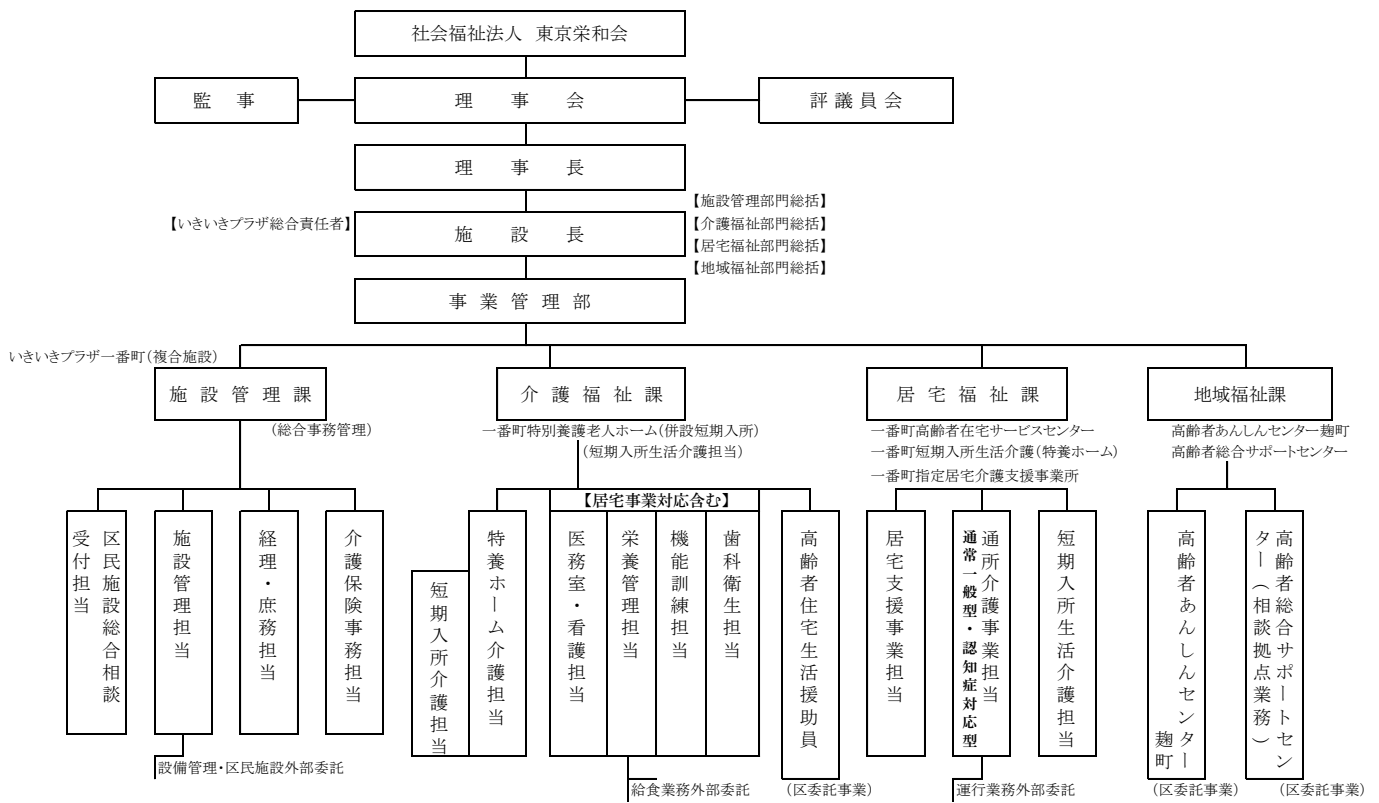 社会福祉法人 東京栄和会
監 事
理 事 会
評議員会
理 事 長
【いきいきプラザ総合責任者】
施 設 長
【施設管理部門総括】
【介護福祉部門総括】
【居宅福祉部門総括】
【地域福祉部門総括】
事業管理部
いきいきプラザ一番町(複合施設)
施設管理課
(総合事務管理)
介護福祉課
一番町特別養護老人ホーム(併設短期入所)
(短期入所生活介護担当)
居宅福祉課
一番町高齢者在宅サービスセンター
一番町短期入所生活介護(特養ホーム)
一番町指定居宅介護支援事業所
地域福祉課
高齢者あんしんセンター麹町
高齢者総合サポートセンター
区民施設総合相談
受付担当
施設管理担当
設備管理・区民施設外部委託
経理・庶務担当
介護保険事務担当
短期入所介護担当
特養ホーム介護担当
【居宅事業対応含む】
医務室・看護担当
栄養管理担当
機能訓練担当
歯科衛生担当
給食業務外部委託
高齢者住宅生活援助員
(区委託事業)
居宅支援事業担当
通所介護事業担当
通常一般型・認知症対応型
運行業務外部委託
短期入所生活介護担当
高齢者あんしんセンター
麹町
(区委託事業)
高齢者総合サポートセン
ター(相談拠点業務)
(区委託事業)